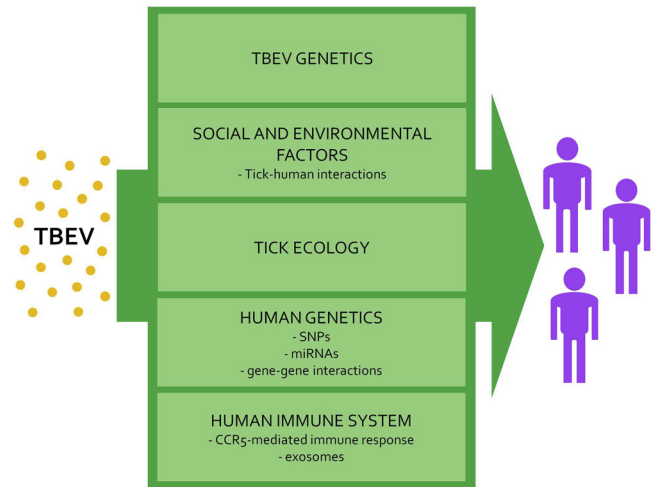 TBEV GENETICS
SOCIAL AND ENVIRONMENTAL
FACTORS
- Tick-human interactions
TBEV
TICK ECOLOGY
HUMAN GENETICS
- SNPs
- miRNAs
- gene-gene interactions
HUMAN IMMUNE SYSTEM
- CCR5-mediated immune response
- exosomes